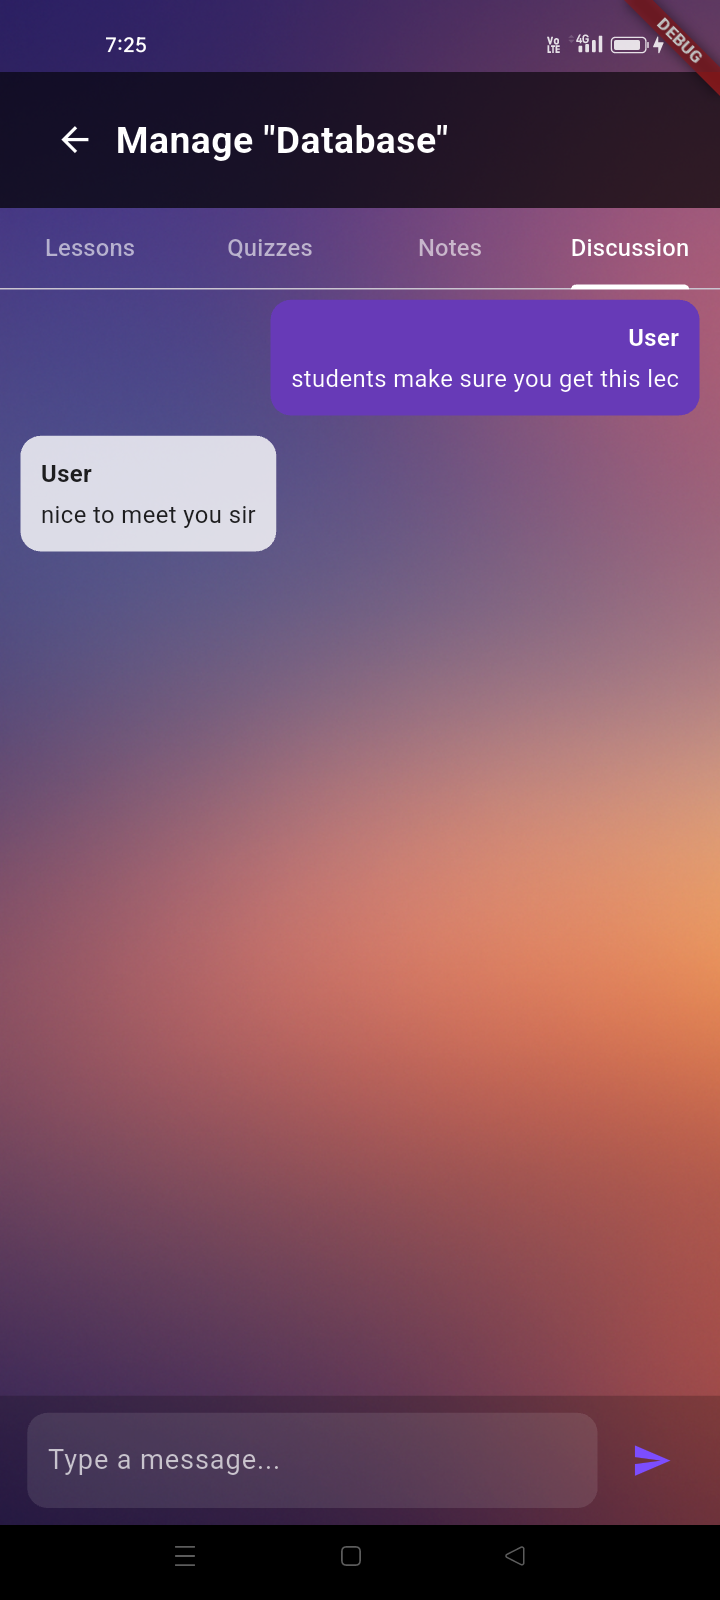 7:25
Vo LTE 4G
DEBUG
Manage "Database"
Lessons Quizzes Notes Discussion
User
students make sure you get this lec
User
nice to meet you sir
Type a message...